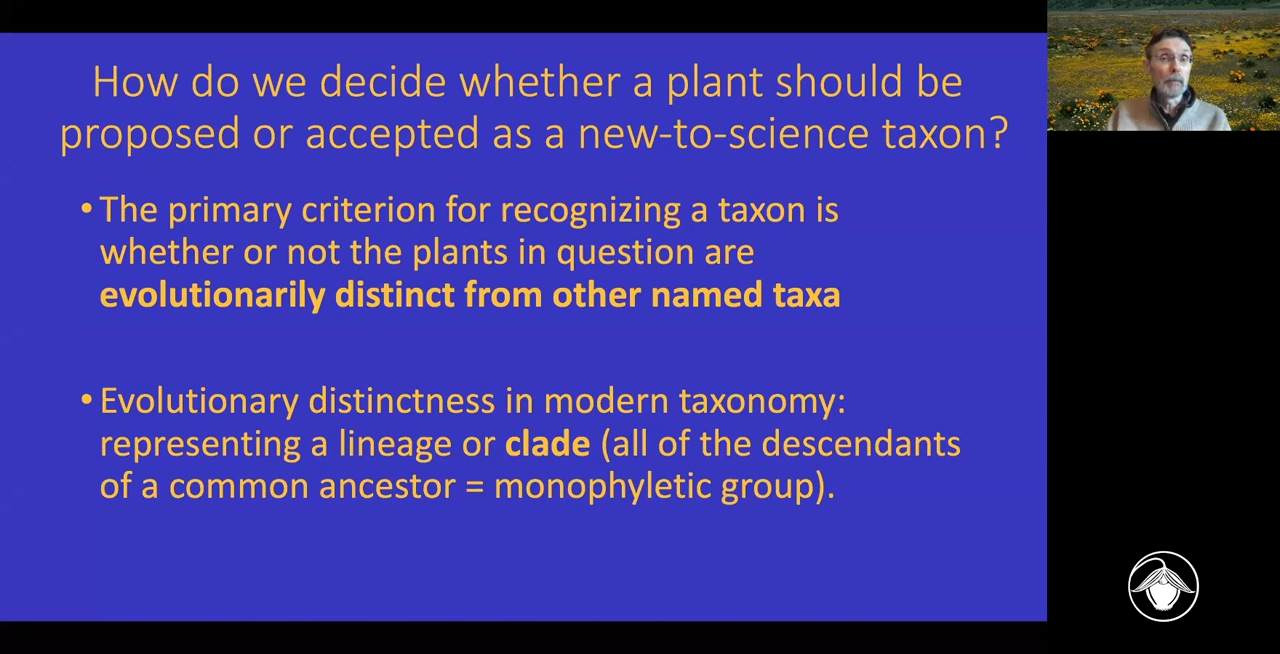 How do we decide whether a plant should be
proposed or accepted as a new-to-science taxon?
• The primary criterion for recognizing a taxon is
whether or not the plants in question are
evolutionarily distinct from other named taxa
• Evolutionary distinctness in modern taxonomy:
representing a lineage or clade (all of the descendants
of a common ancestor = monophyletic group).